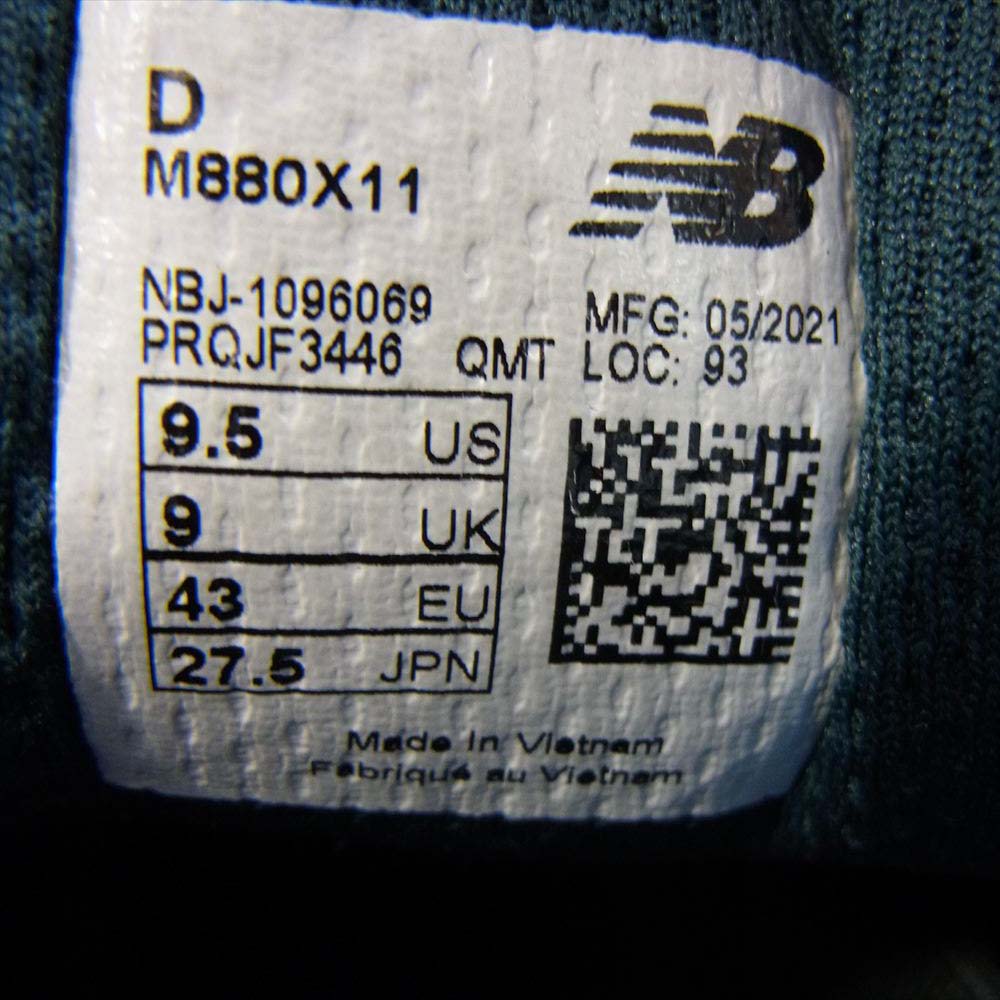 D
M880X11
NB
NBJ-1096069
PRQJF3446 QMT
MFG: 05/2021
LOC: 93
9.5 US
9 UK
43 EU
27.5 JPN
Made In Vietnam
Fabriqué au Vietnam